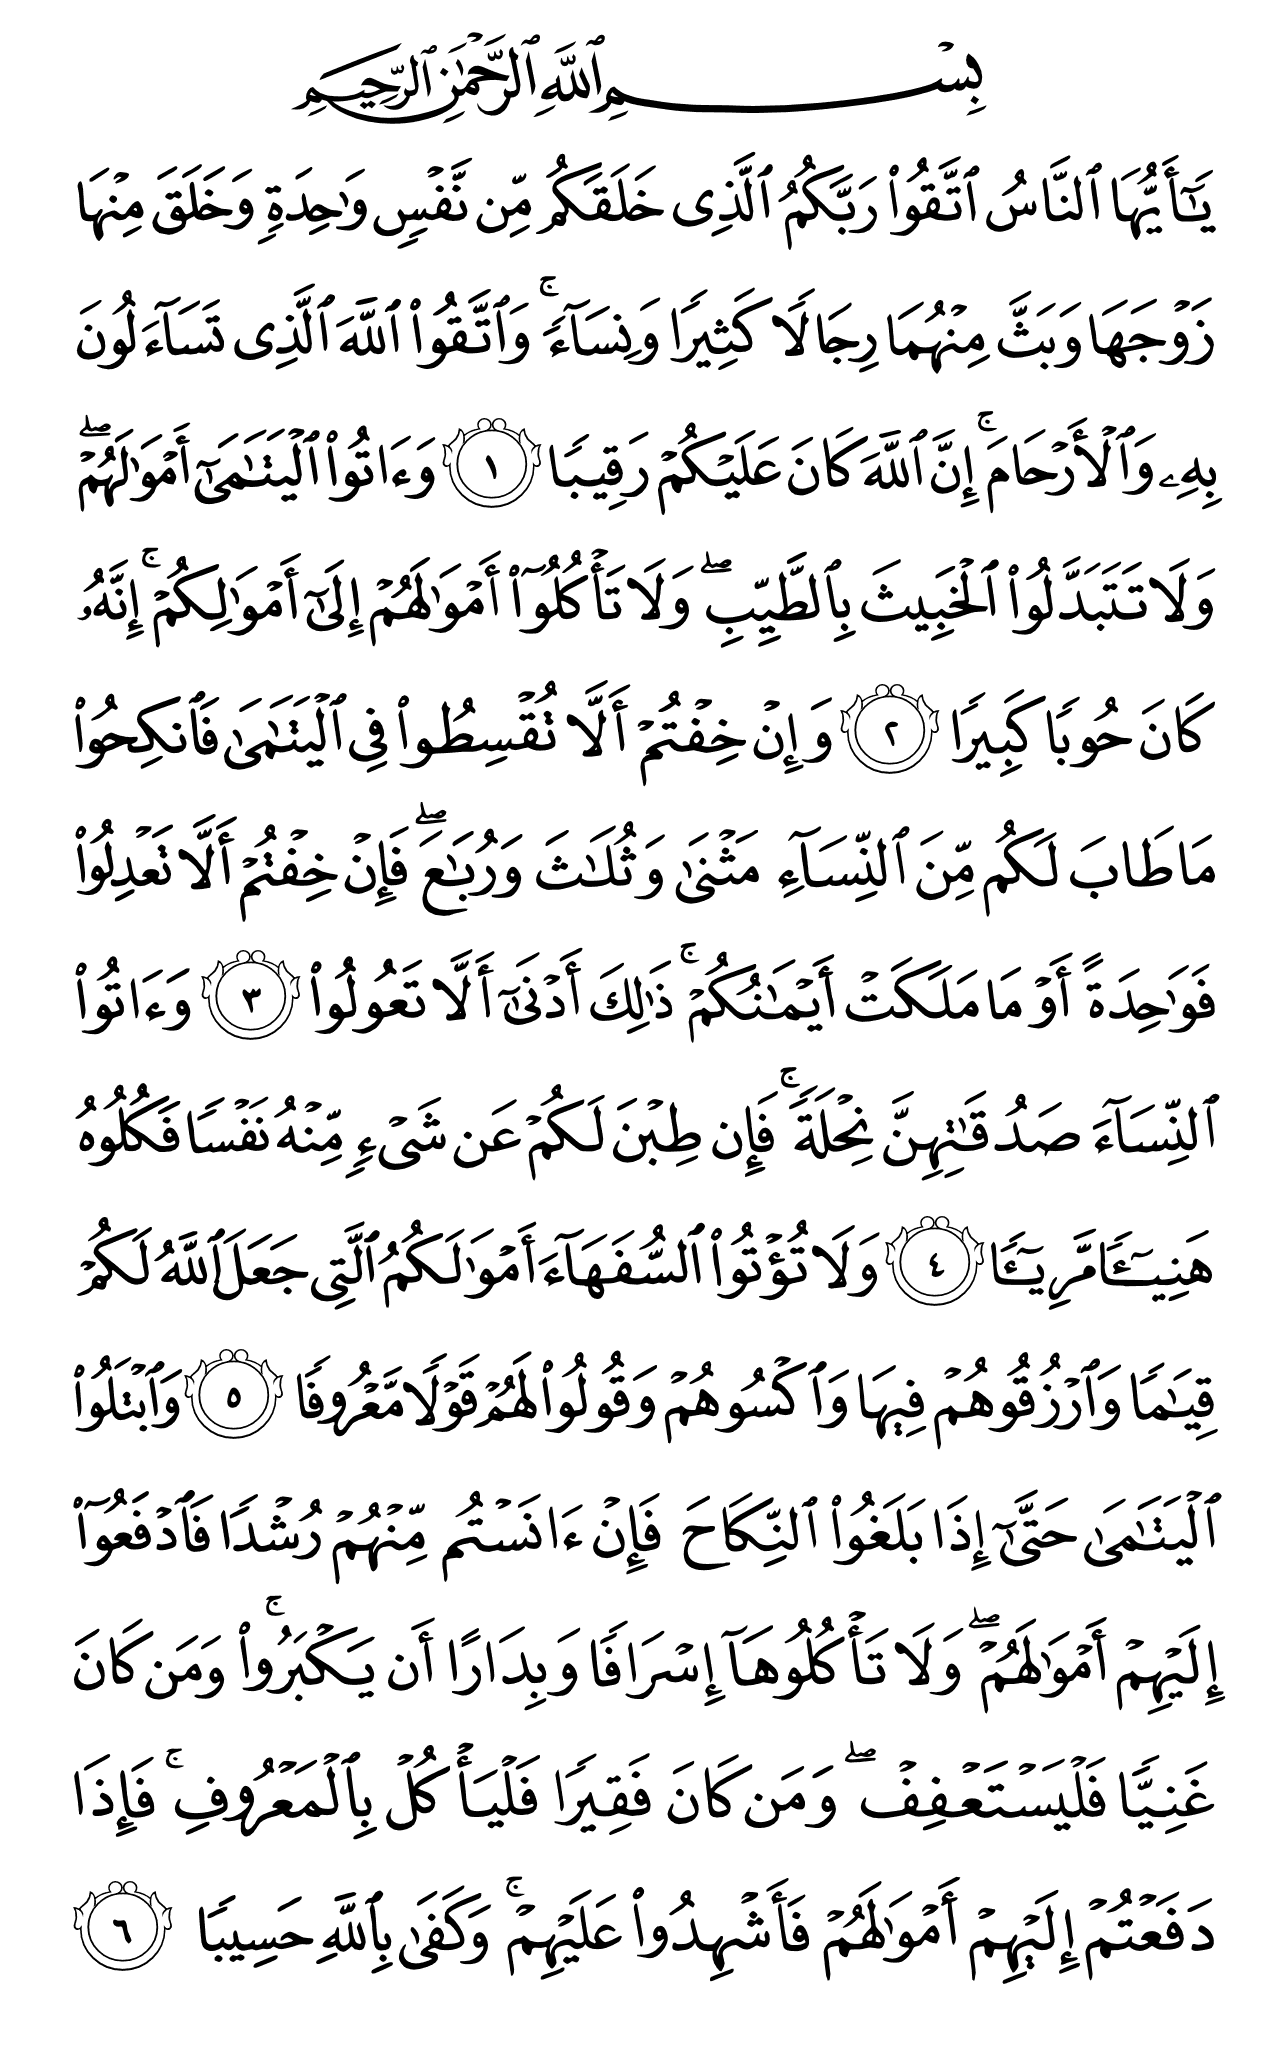 بِسْمِ ٱللَّهِ ٱلرَّحْمَٰنِ ٱلرَّحِيمِ
يَٰٓأَيُّهَا ٱلنَّاسُ ٱتَّقُوا۟ رَبَّكُمُ ٱلَّذِى خَلَقَكُم مِّن نَّفْسٍ وَٰحِدَةٍ وَخَلَقَ مِنْهَا
زَوْجَهَا وَبَثَّ مِنْهُمَا رِجَالًا كَثِيرًا وَنِسَآءً ۚ وَٱتَّقُوا۟ ٱللَّهَ ٱلَّذِى تَسَآءَلُونَ
بِهِۦ وَٱلْأَرْحَامَ ۚ إِنَّ ٱللَّهَ كَانَ عَلَيْكُمْ رَقِيبًا ١ وَءَاتُوا۟ ٱلْيَتَٰمَىٰٓ أَمْوَٰلَهُمْ ۖ
وَلَا تَتَبَدَّلُوا۟ ٱلْخَبِيثَ بِٱلطَّيِّبِ ۖ وَلَا تَأْكُلُوٓا۟ أَمْوَٰلَهُمْ إِلَىٰٓ أَمْوَٰلِكُمْ ۚ إِنَّهُۥ
كَانَ حُوبًا كَبِيرًا ٢ وَإِنْ خِفْتُمْ أَلَّا تُقْسِطُوا۟ فِى ٱلْيَتَٰمَىٰ فَٱنكِحُوا۟
مَا طَابَ لَكُم مِّنَ ٱلنِّسَآءِ مَثْنَىٰ وَثُلَٰثَ وَرُبَٰعَ ۖ فَإِنْ خِفْتُمْ أَلَّا تَعْدِلُوا۟
فَوَٰحِدَةً أَوْ مَا مَلَكَتْ أَيْمَٰنُكُمْ ۚ ذَٰلِكَ أَدْنَىٰٓ أَلَّا تَعُولُوا۟ ٣ وَءَاتُوا۟
ٱلنِّسَآءَ صَدُقَٰتِهِنَّ نِحْلَةً ۚ فَإِن طِبْنَ لَكُمْ عَن شَىْءٍ مِّنْهُ نَفْسًا فَكُلُوهُ
هَنِيٓـًٔا مَّرِيٓـًٔا ٤ وَلَا تُؤْتُوا۟ ٱلسُّفَهَآءَ أَمْوَٰلَكُمُ ٱلَّتِى جَعَلَ ٱللَّهُ لَكُمْ
قِيَٰمًا وَٱرْزُقُوهُمْ فِيهَا وَٱكْسُوهُمْ وَقُولُوا۟ لَهُمْ قَوْلًا مَّعْرُوفًا ٥ وَٱبْتَلُوا۟
ٱلْيَتَٰمَىٰ حَتَّىٰٓ إِذَا بَلَغُوا۟ ٱلنِّكَاحَ فَإِنْ ءَانَسْتُم مِّنْهُمْ رُشْدًا فَٱدْفَعُوٓا۟
إِلَيْهِمْ أَمْوَٰلَهُمْ ۖ وَلَا تَأْكُلُوهَآ إِسْرَافًا وَبِدَارًا أَن يَكْبَرُوا۟ ۚ وَمَن كَانَ
غَنِيًّا فَلْيَسْتَعْفِفْ ۖ وَمَن كَانَ فَقِيرًا فَلْيَأْكُلْ بِٱلْمَعْرُوفِ ۚ فَإِذَا
دَفَعْتُمْ إِلَيْهِمْ أَمْوَٰلَهُمْ فَأَشْهِدُوا۟ عَلَيْهِمْ ۚ وَكَفَىٰ بِٱللَّهِ حَسِيبًا ٦